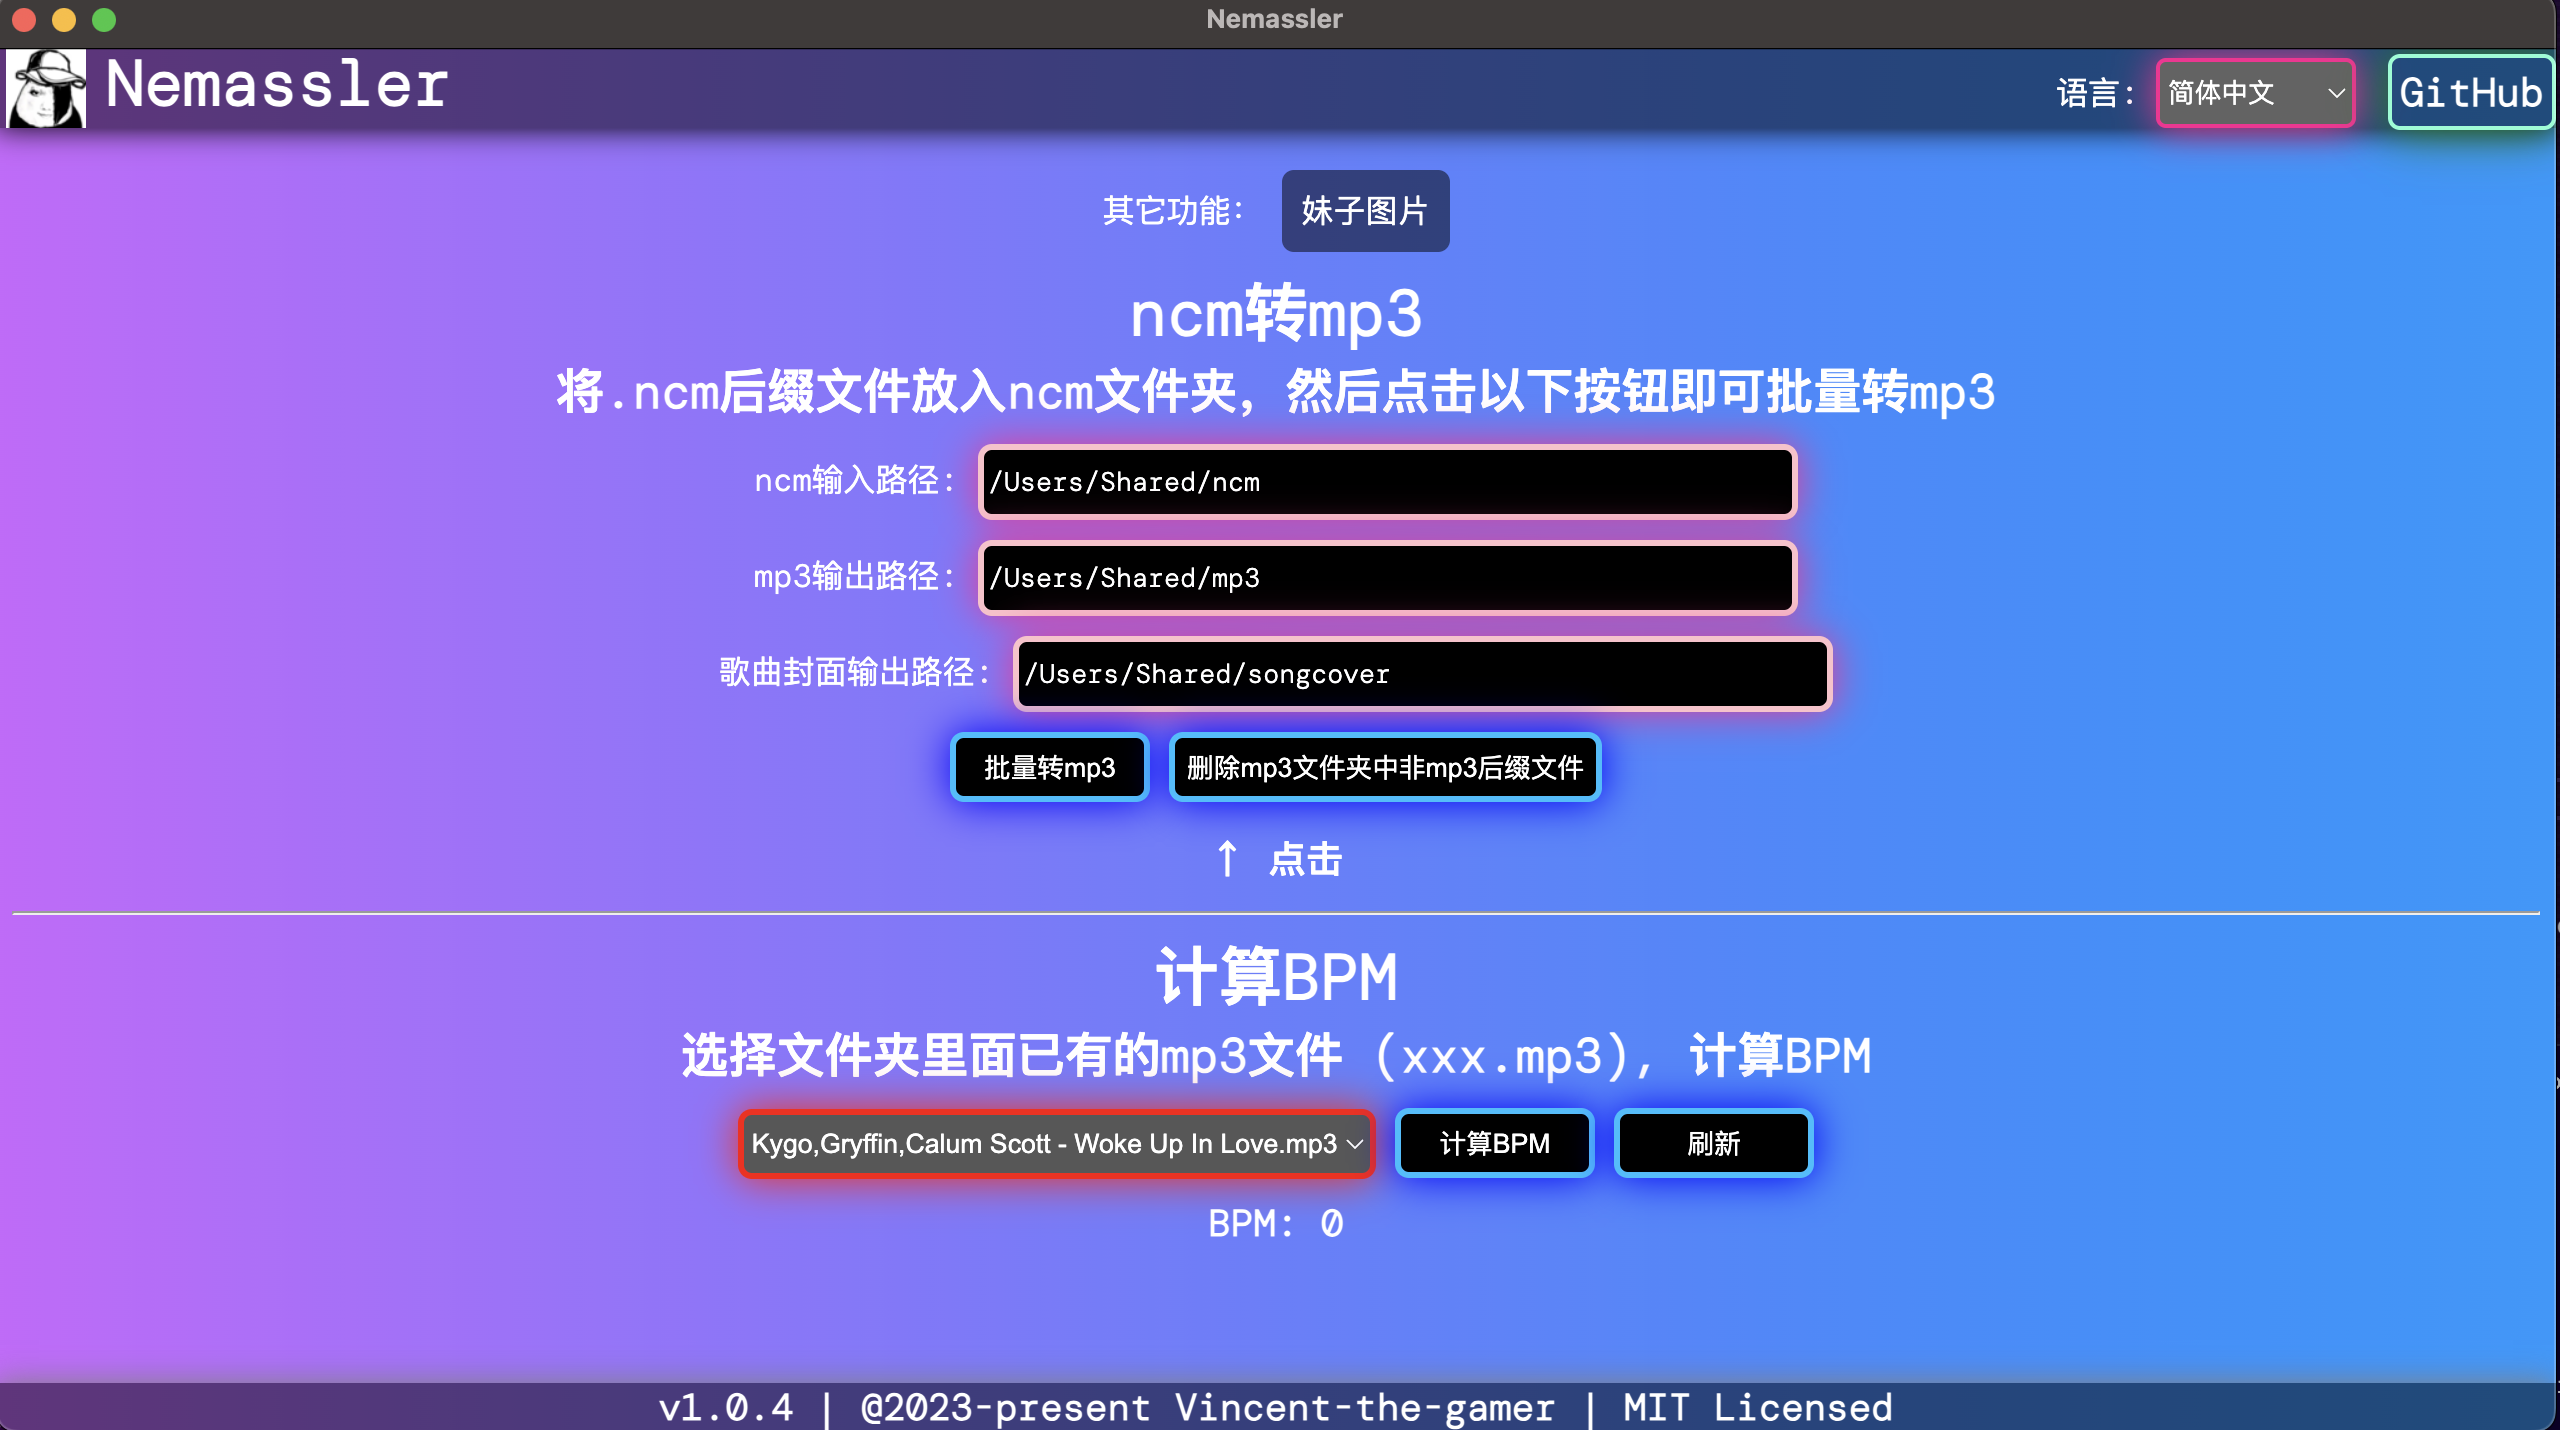 Nemassler
Nemassler
语言: 简体中文 GitHub
其它功能: 妹子图片
ncm转mp3
将.ncm后缀文件放入ncm文件夹，然后点击以下按钮即可批量转mp3
ncm输入路径: /Users/Shared/ncm
mp3输出路径: /Users/Shared/mp3
歌曲封面输出路径: /Users/Shared/songcover
批量转mp3 删除mp3文件夹中非mp3后缀文件
↑ 点击
计算BPM
选择文件夹里面已有的mp3文件 (xxx.mp3), 计算BPM
Kygo,Gryffin,Calum Scott - Woke Up In Love.mp3 计算BPM 刷新
BPM: 0
v1.0.4 | @2023-present Vincent-the-gamer | MIT Licensed